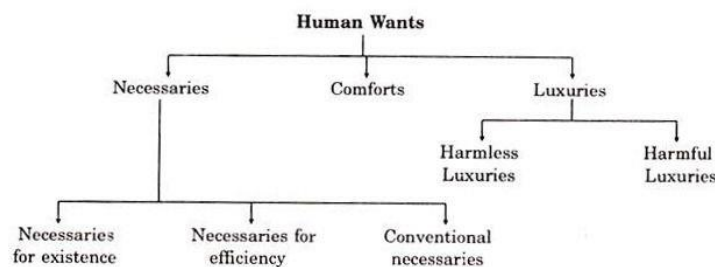 Human Wants
Necessaries
Comforts
Luxuries
Harmless
Luxuries
Harmful
Luxuries
Necessaries
for existence
Necessaries for
efficiency
Conventional
necessaries